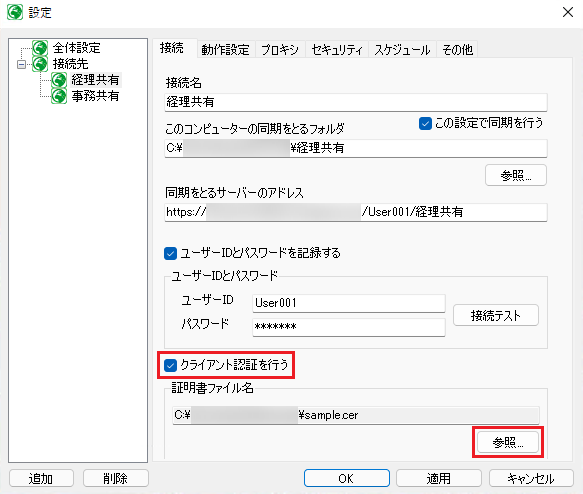 設定
全体設定
接続先
経理共有
事務共有
接続 動作設定 プロキシ セキュリティ スケジュール その他
接続名
経理共有
このコンピューターの同期をとるフォルダ
この設定で同期を行う
C:¥ ¥経理共有
参照...
同期をとるサーバーのアドレス
https:// /User001/経理共有
ユーザーIDとパスワードを記録する
ユーザーIDとパスワード
ユーザーID User001
パスワード *******
接続テスト
クライアント認証を行う
証明書ファイル名
C:¥ ¥sample.cer
参照...
追加 削除 OK 適用 キャンセル